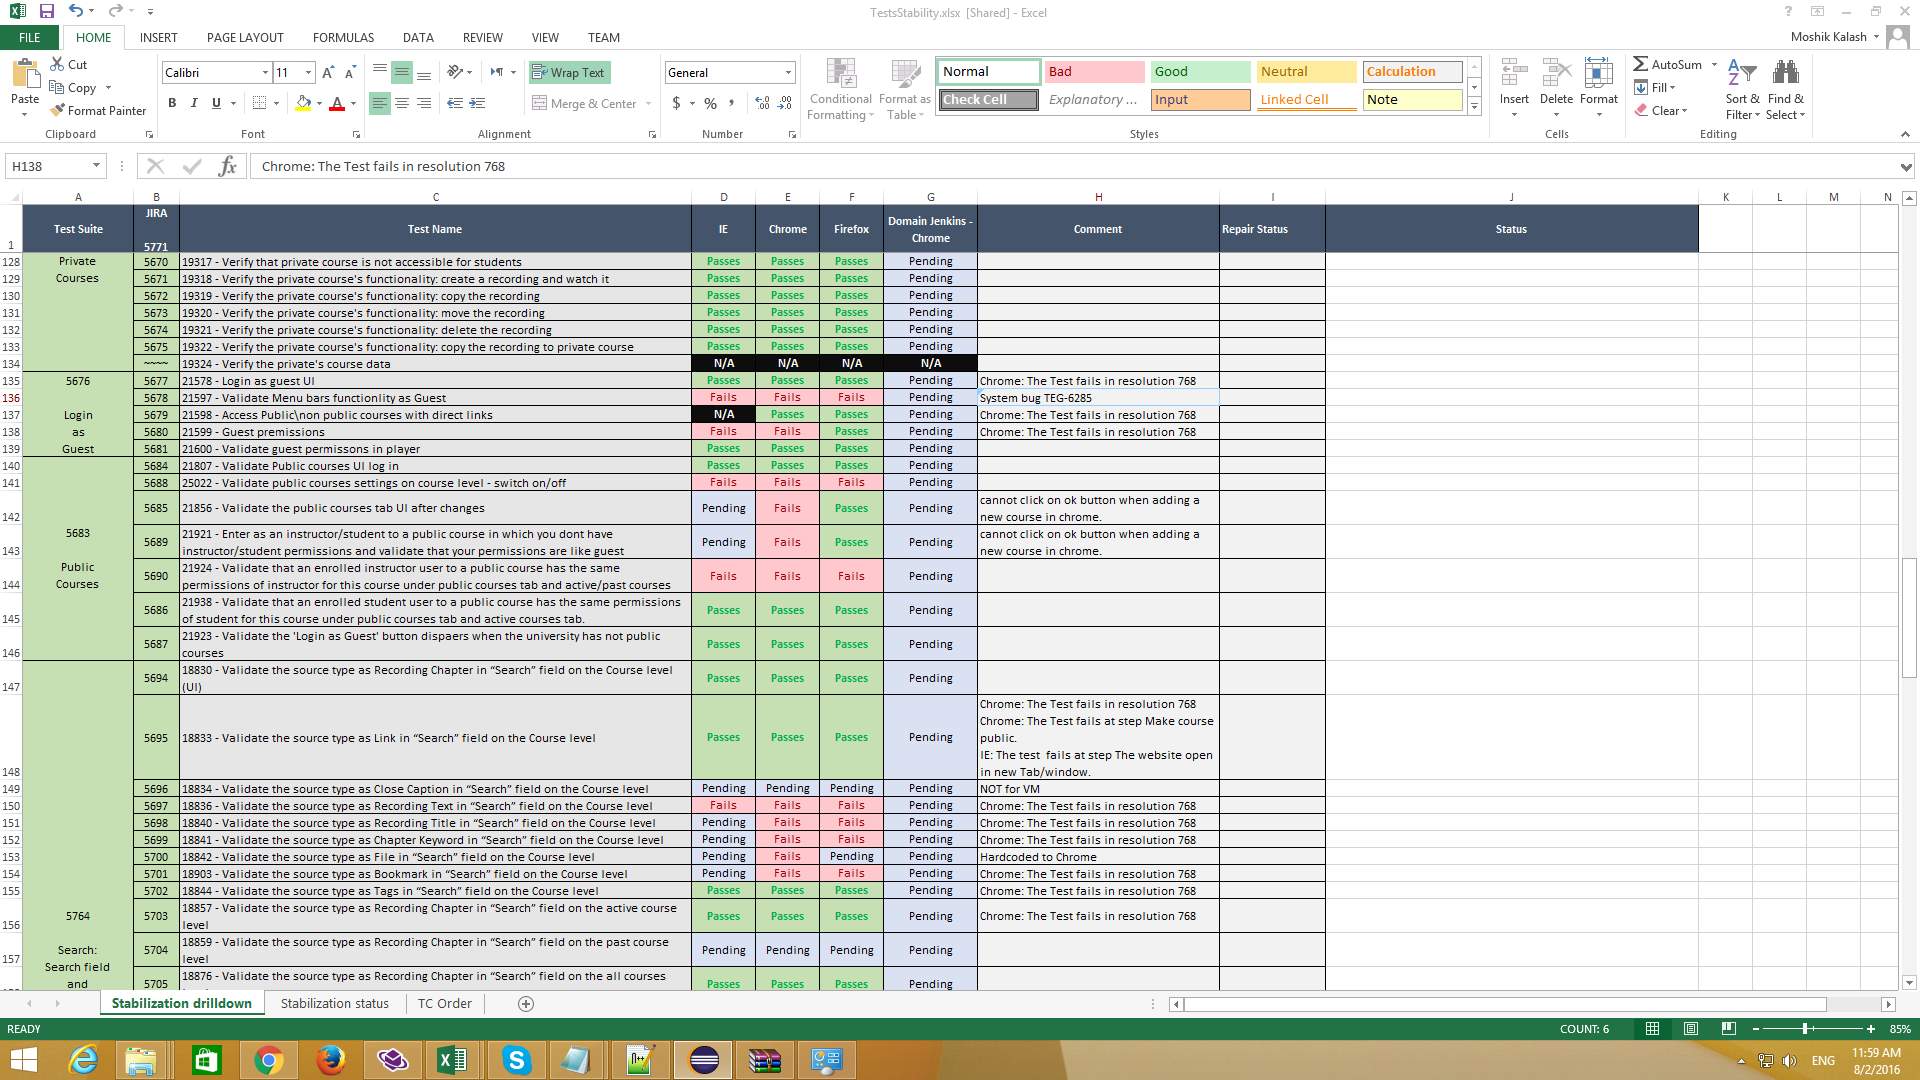 TestsStability.xlsx [Shared] - Excel
FILE HOME INSERT PAGE LAYOUT FORMULAS DATA REVIEW VIEW TEAM
Moshik Kalash
Paste
Cut
Copy
Format Painter
Clipboard
Calibri 11
B I U
Font
Wrap Text
Merge & Center
Alignment
General
$ % ,
Number
Conditional Formatting
Format as Table
Normal Bad Good Neutral Calculation
Check Cell Explanatory ... Input Linked Cell Note
Styles
Insert Delete Format
Cells
AutoSum
Fill
Clear
Sort & Filter
Find & Select
Editing
H138 fx Chrome: The Test fails in resolution 768
A B C D E F G H I J K L M N
1 Test Suite JIRA 5771 Test Name IE Chrome Firefox Domain Jenkins - Chrome Comment Repair Status Status
128 Private 5670 19317 - Verify that private course is not accessible for students Passes Passes Passes Pending
129 Courses 5671 19318 - Verify the private course's functionality: create a recording and watch it Passes Passes Passes Pending
130 5672 19319 - Verify the private course's functionality: copy the recording Passes Passes Passes Pending
131 5673 19320 - Verify the private course's functionality: move the recording Passes Passes Passes Pending
132 5674 19321 - Verify the private course's functionality: delete the recording Passes Passes Passes Pending
133 5675 19322 - Verify the private course's functionality: copy the recording to private course Passes Passes Passes Pending
134 ~~~~ 19324 - Verify the private's course data N/A N/A N/A N/A
135 5676 5677 21578 - Login as guest UI Passes Passes Passes Pending Chrome: The Test fails in resolution 768
136 5678 21597 - Validate Menu bars functionlity as Guest Fails Fails Fails Pending System bug TEG-6285
137 Login 5679 21598 - Access Public\non public courses with direct links N/A Passes Passes Pending Chrome: The Test fails in resolution 768
138 as 5680 21599 - Guest premissions Fails Fails Passes Pending Chrome: The Test fails in resolution 768
139 Guest 5681 21600 - Validate guest permissons in player Passes Passes Passes Pending
140 5684 21807 - Validate Public courses UI log in Passes Passes Passes Pending
141 5688 25022 - Validate public courses settings on course level - switch on/off Fails Fails Fails Pending
142 5685 21856 - Validate the public courses tab UI after changes Pending Fails Passes Pending cannot click on ok button when adding a
new course in chrome.
143 5683 5689 21921 - Enter as an instructor/student to a public course in which you dont have
instructor/student permissions and validate that your permissions are like guest Pending Fails Passes Pending cannot click on ok button when adding a
new course in chrome.
144 Public Courses 5690 21924 - Validate that an enrolled instructor user to a public course has the same
permissions of instructor for this course under public courses tab and active/past courses Fails Fails Fails Pending
145 5686 21938 - Validate that an enrolled student user to a public course has the same permissions
of student for this course under public courses tab and active courses tab. Passes Passes Passes Pending
146 5687 21923 - Validate the 'Login as Guest' button dispaers when the university has not public
courses Passes Passes Passes Pending
147 5694 18830 - Validate the source type as Recording Chapter in “Search” field on the Course level
(UI) Passes Passes Passes Pending
148 5695 18833 - Validate the source type as Link in “Search” field on the Course level Passes Passes Passes Pending Chrome: The Test fails in resolution 768
Chrome: The Test fails at step Make course
public.
IE: The test fails at step The website open
in new Tab/window.
149 5696 18834 - Validate the source type as Close Caption in “Search” field on the Course level Pending Pending Pending Pending NOT for VM
150 5697 18836 - Validate the source type as Recording Text in “Search” field on the Course level Fails Fails Fails Pending Chrome: The Test fails in resolution 768
151 5698 18840 - Validate the source type as Recording Title in “Search” field on the Course level Pending Fails Fails Pending Chrome: The Test fails in resolution 768
152 5699 18841 - Validate the source type as Chapter Keyword in “Search” field on the Course level Pending Fails Fails Pending Chrome: The Test fails in resolution 768
153 5700 18842 - Validate the source type as File in “Search” field on the Course level Pending Fails Pending Pending Hardcoded to Chrome
154 5701 18903 - Validate the source type as Bookmark in “Search” field on the Course level Pending Fails Fails Pending Chrome: The Test fails in resolution 768
155 5702 18844 - Validate the source type as Tags in “Search” field on the Course level Passes Passes Passes Pending Chrome: The Test fails in resolution 768
156 5764 5703 18857 - Validate the source type as Recording Chapter in “Search” field on the active course
level Passes Passes Passes Pending Chrome: The Test fails in resolution 768
157 Search: Search field 5704 18859 - Validate the source type as Recording Chapter in “Search” field on the past course
level Pending Pending Pending Pending
and 5705 18876 - Validate the source type as Recording Chapter in “Search” field on the all courses
Passes Passes Passes Pending
Stabilization drilldown Stabilization status TC Order
READY COUNT: 6 85%
ENG 11:59 AM
8/2/2016